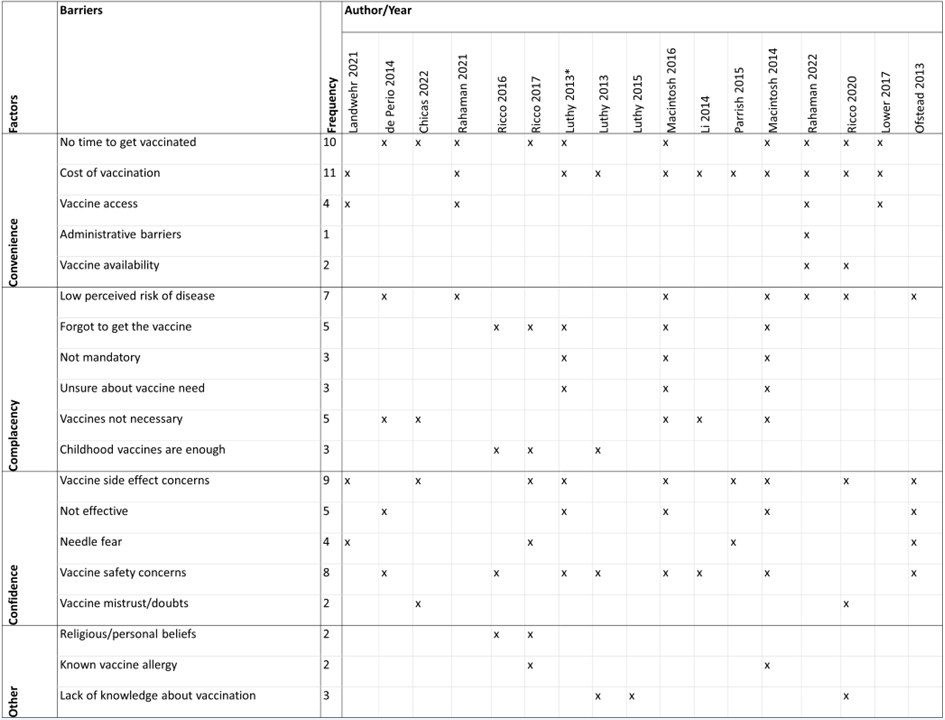 Factors Barriers Frequency Author/Year
Landwehr 2021
de Perio 2014
Chicas 2022
Rahaman 2021
Ricco 2016
Ricco 2017
Luthy 2013*
Luthy 2013
Luthy 2015
Macintosh 2016
Li 2014
Parrish 2015
Macintosh 2014
Rahaman 2022
Ricco 2020
Lower 2017
Ofstead 2013
Convenience
No time to get vaccinated 10 x x x x x x x x x x
Cost of vaccination 11 x x x x x x x x x x x
Vaccine access 4 x x x x
Administrative barriers 1 x
Vaccine availability 2 x x
Complacency
Low perceived risk of disease 7 x x x x x x x
Forgot to get the vaccine 5 x x x x x
Not mandatory 3 x x x
Unsure about vaccine need 3 x x x
Vaccines not necessary 5 x x x x x
Childhood vaccines are enough 3 x x x
Confidence
Vaccine side effect concerns 9 x x x x x x x x x
Not effective 5 x x x x x
Needle fear 4 x x x x
Vaccine safety concerns 8 x x x x x x x x
Vaccine mistrust/doubts 2 x x
Other
Religious/personal beliefs 2 x x
Known vaccine allergy 2 x x
Lack of knowledge about vaccination 3 x x x